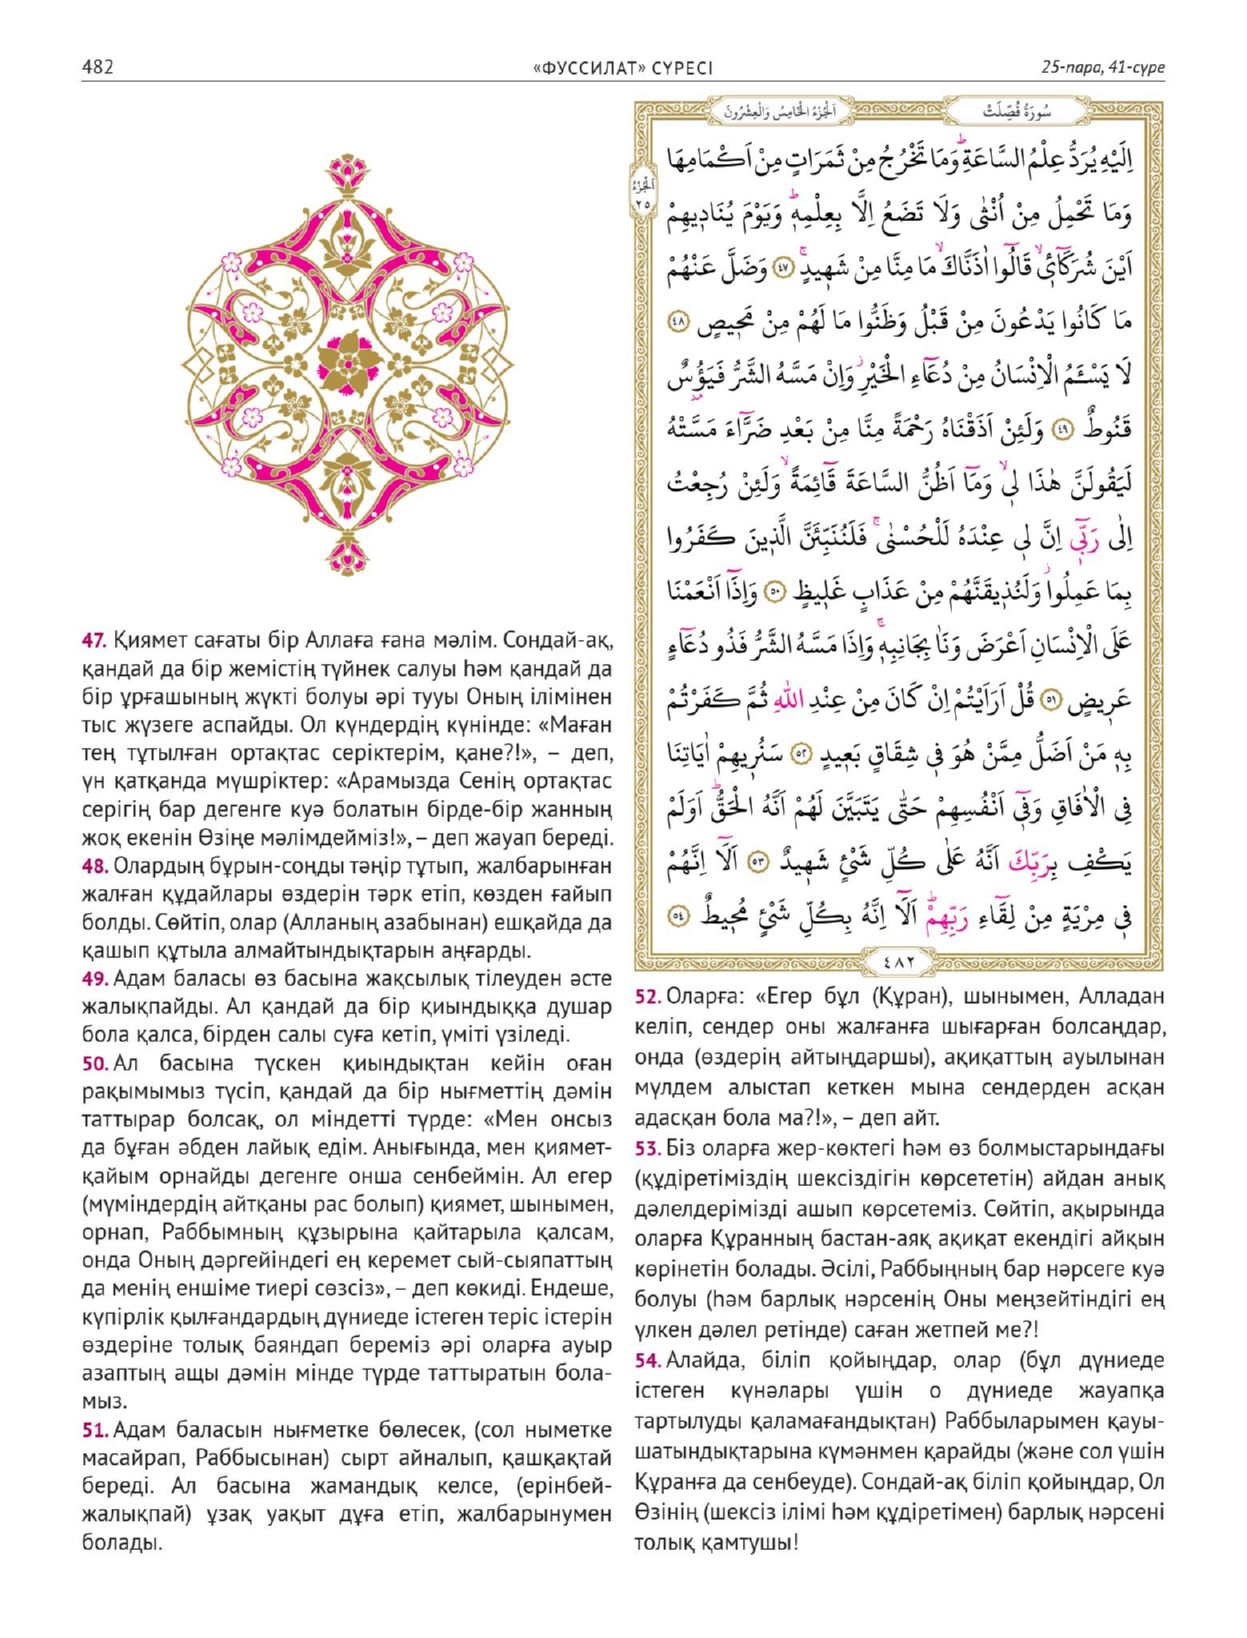 482
«ФУССИЛАТ» СҮРЕСІ
25-пара, 41-сүре
47. Қиямет сағаты бір Аллаға ғана мәлім. Сондай-ақ,
қандай да бір жемістің түйнек салуы һәм қандай да
бір ұрғашының жүкті болуы әрі тууы Оның ілімінен
тыс жүзеге аспайды. Ол күндердің күнінде: «Маған
тең тұтылған ортақтас серіктерім, қане?!», – деп,
үн қатқанда мүшріктер: «Арамызда Сенің ортақтас
серігің бар дегенге куә болатын бірде-бір жанның
жоқ екенін Өзіңе мәлімдейміз!», – деп жауап береді.
48. Олардың бұрын-соңды тәңір тұтып, жалбарынған
жалған құдайлары өздерін тәрк етіп, көзден ғайып
болды. Сөйтіп, олар (Алланың азабынан) ешқайда да
қашып құтыла алмайтындықтарын аңғарды.
49. Адам баласы өз басына жақсылық тілеуден әсте
жалықпайды. Ал қандай да бір қиындыққа душар
бола қалса, бірден салы суға кетіп, үміті үзіледі.
50. Ал басына түскен қиындықтан кейін оған
рақымымыз түсіп, қандай да бір нығметтің дәмін
таттырар болсақ, ол міндетті түрде: «Мен онсыз
да бұған әбден лайық едім. Анығында, мен қиямет-
қайым орнайды дегенге онша сенбеймін. Ал егер
(мүміндердің айтқаны рас болып) қиямет, шынымен,
орнап, Раббымның құзырына қайтарыла қалсам,
онда Оның дәргейіндегі ең керемет сый-сыяпаттың
да менің еншіме тиері сөзсіз», – деп көкиді. Ендеше,
күпірлік қылғандардың дүниеде істеген теріс істерін
өздеріне толық баяндап береміз әрі оларға ауыр
азаптың ащы дәмін мінде түрде таттыратын бола-
мыз.
51. Адам баласын нығметке бөлесек, (сол ныметке
масайрап, Раббысынан) сырт айналып, қашқақтай
береді. Ал басына жамандық келсе, (ерінбей-
жалықпай) ұзақ уақыт дұға етіп, жалбарынумен
болады.
سُورَةُ فُصِّلَتْ
اَلْجُزْءُ الْخَامِسُ وَالْعِشْرُونَ
اَلْجُزْءُ
٢٥
اِلَيْهِ يُرَدُّ عِلْمُ السَّاعَةِۜ وَمَا تَخْرُجُ مِنْ ثَمَرَاتٍ مِنْ اَكْمَامِهَا
وَمَا تَحْمِلُ مِنْ اُنْثٰى وَلَا تَضَعُ اِلَّا بِعِلْمِه۪ۜ وَيَوْمَ يُنَاد۪يهِمْ
اَيْنَ شُرَكَٓائ۪يۙ قَالُٓوا اٰذَنَّاكَۙ مَا مِنَّا مِنْ شَه۪يدٍۚ ﴿٤٧﴾ وَضَلَّ عَنْهُمْ
مَا كَانُوا يَدْعُونَ مِنْ قَبْلُ وَظَنُّوا مَا لَهُمْ مِنْ مَح۪يصٍ ﴿٤٨﴾
لَا يَسْـَٔمُ الْاِنْسَانُ مِنْ دُعَٓاءِ الْخَيْرِۘ وَاِنْ مَسَّهُ الشَّرُّ فَيَؤُ۫سٌ
قَنُوطٌ ﴿٤٩﴾ وَلَئِنْ اَذَقْنَاهُ رَحْمَةً مِنَّا مِنْ بَعْدِ ضَرَّٓاءَ مَسَّتْهُ
لَيَقُولَنَّ هٰذَا ل۪يۙ وَمَٓا اَظُنُّ السَّاعَةَ قَٓائِمَةًۙ وَلَئِنْ رُجِعْتُ
اِلٰى رَبّ۪ٓي اِنَّ ل۪ي عِنْدَهُ لَلْحُسْنٰىۚ فَلَنُنَبِّئَنَّ الَّذ۪ينَ كَفَرُوا
بِمَا عَمِلُواۘ وَلَنُذ۪يقَنَّهُمْ مِنْ عَذَابٍ غَل۪يظٍ ﴿٥٠﴾ وَاِذَٓا اَنْعَمْنَا
عَلَى الْاِنْسَانِ اَعْرَضَ وَنَاٰ بِجَانِبِه۪ۚ وَاِذَا مَسَّهُ الشَّرُّ فَذُو دُعَٓاءٍ
عَر۪يضٍ ﴿٥١﴾ قُلْ اَرَاَيْتُمْ اِنْ كَانَ مِنْ عِنْدِ اللّٰهِ ثُمَّ كَفَرْتُمْ
بِه۪ مَنْ اَضَلُّ مِمَّنْ هُوَ ف۪ي شِقَاقٍ بَع۪يدٍ ﴿٥٢﴾ سَنُر۪يهِمْ اٰيَاتِنَا
فِي الْاٰفَاقِ وَف۪ٓي اَنْفُسِهِمْ حَتّٰى يَتَبَيَّنَ لَهُمْ اَنَّهُ الْحَقُّۜ اَوَلَمْ
يَكْفِ بِرَبِّكَ اَنَّهُ عَلٰى كُلِّ شَيْءٍ شَه۪يدٌ ﴿٥٣﴾ اَلَٓا اِنَّهُمْ
ف۪ي مِرْيَةٍ مِنْ لِقَٓاءِ رَبِّهِمْۜ اَلَٓا اِنَّهُ بِكُلِّ شَيْءٍ مُح۪يطٌ ﴿٥٤﴾
٤٨٢
52. Оларға: «Егер бұл (Құран), шынымен, Алладан
келіп, сендер оны жалғанға шығарған болсаңдар,
онда (өздерің айтыңдаршы), ақиқаттың ауылынан
мүлдем алыстап кеткен мына сендерден асқан
адасқан бола ма?!», – деп айт.
53. Біз оларға жер-көктегі һәм өз болмыстарындағы
(құдіретіміздің шексіздігін көрсететін) айдан анық
дәлелдерімізді ашып көрсетеміз. Сөйтіп, ақырында
оларға Құранның бастан-аяқ ақиқат екендігі айқын
көрінетін болады. Әсілі, Раббыңның бар нәрсеге куә
болуы (һәм барлық нәрсенің Оны меңзейтіндігі ең
үлкен дәлел ретінде) саған жетпей ме?!
54. Алайда, біліп қойыңдар, олар (бұл дүниеде
істеген күнәлары үшін о дүниеде жауапқа
тартылуды қаламағандықтан) Раббыларымен қауы-
шатындықтарына күмәнмен қарайды (және сол үшін
Құранға да сенбеуде). Сондай-ақ біліп қойыңдар, Ол
Өзінің (шексіз ілімі һәм құдіретімен) барлық нәрсені
толық қамтушы!